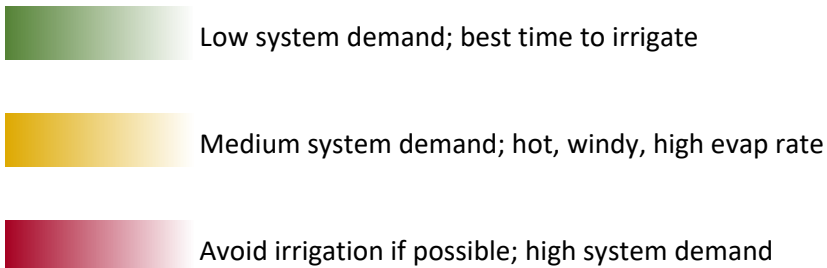 Low system demand; best time to irrigate
Medium system demand; hot, windy, high evap rate
Avoid irrigation if possible; high system demand